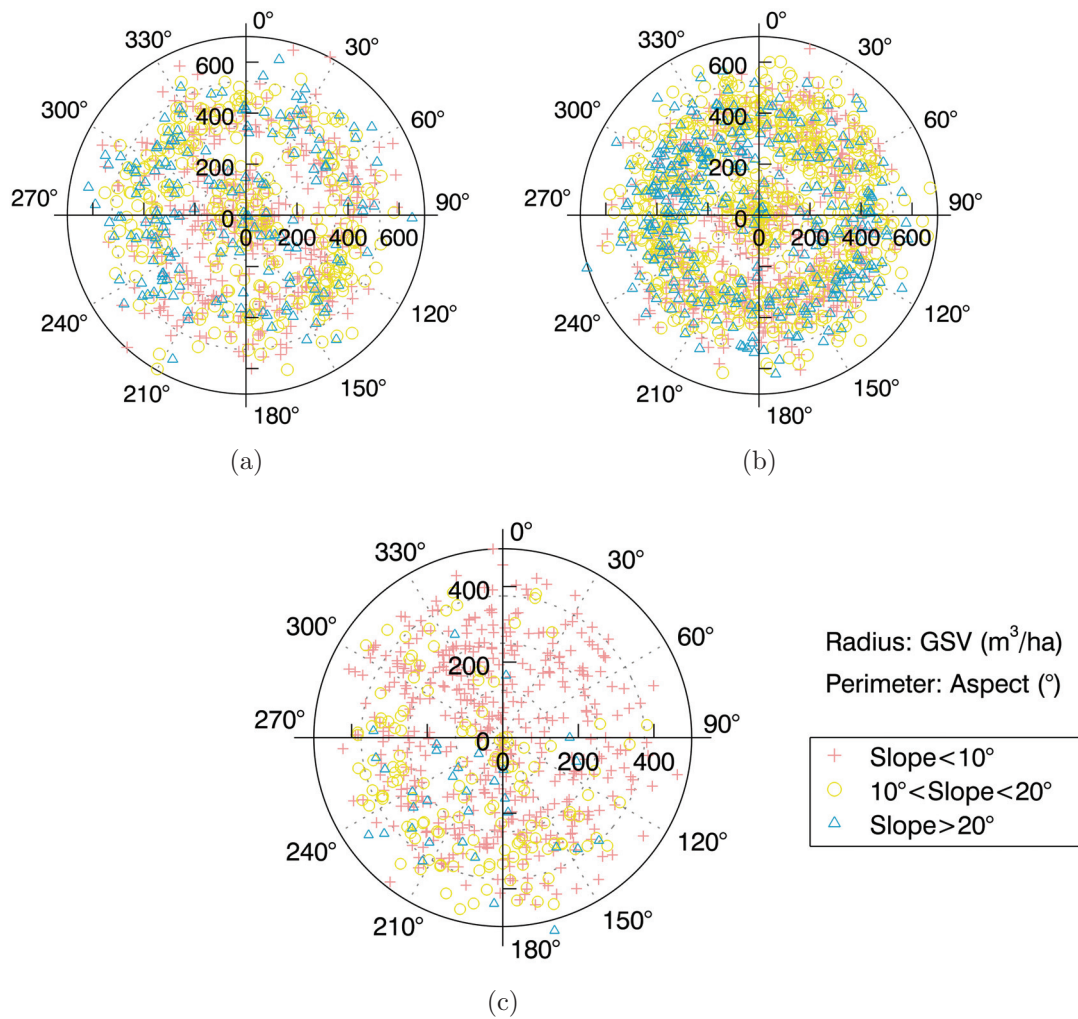 0° 0°
330° 30° 330° 30°
600 600
300° 400 60° 300° 400 60°
200 200
270° 0 90° 270° 0 90°
0 200 400 600 0 200 400 600
240° 120° 240° 120°
210° 150° 210° 150°
180° 180°
(a) (b)
0°
330° 30°
400
300° 60°
200
270° 0 90°
0 200 400
240° 120°
210° 150°
180°
(c)
Radius: GSV (m³/ha)
Perimeter: Aspect (°)
Slope<10°
10°<Slope<20°
Slope>20°